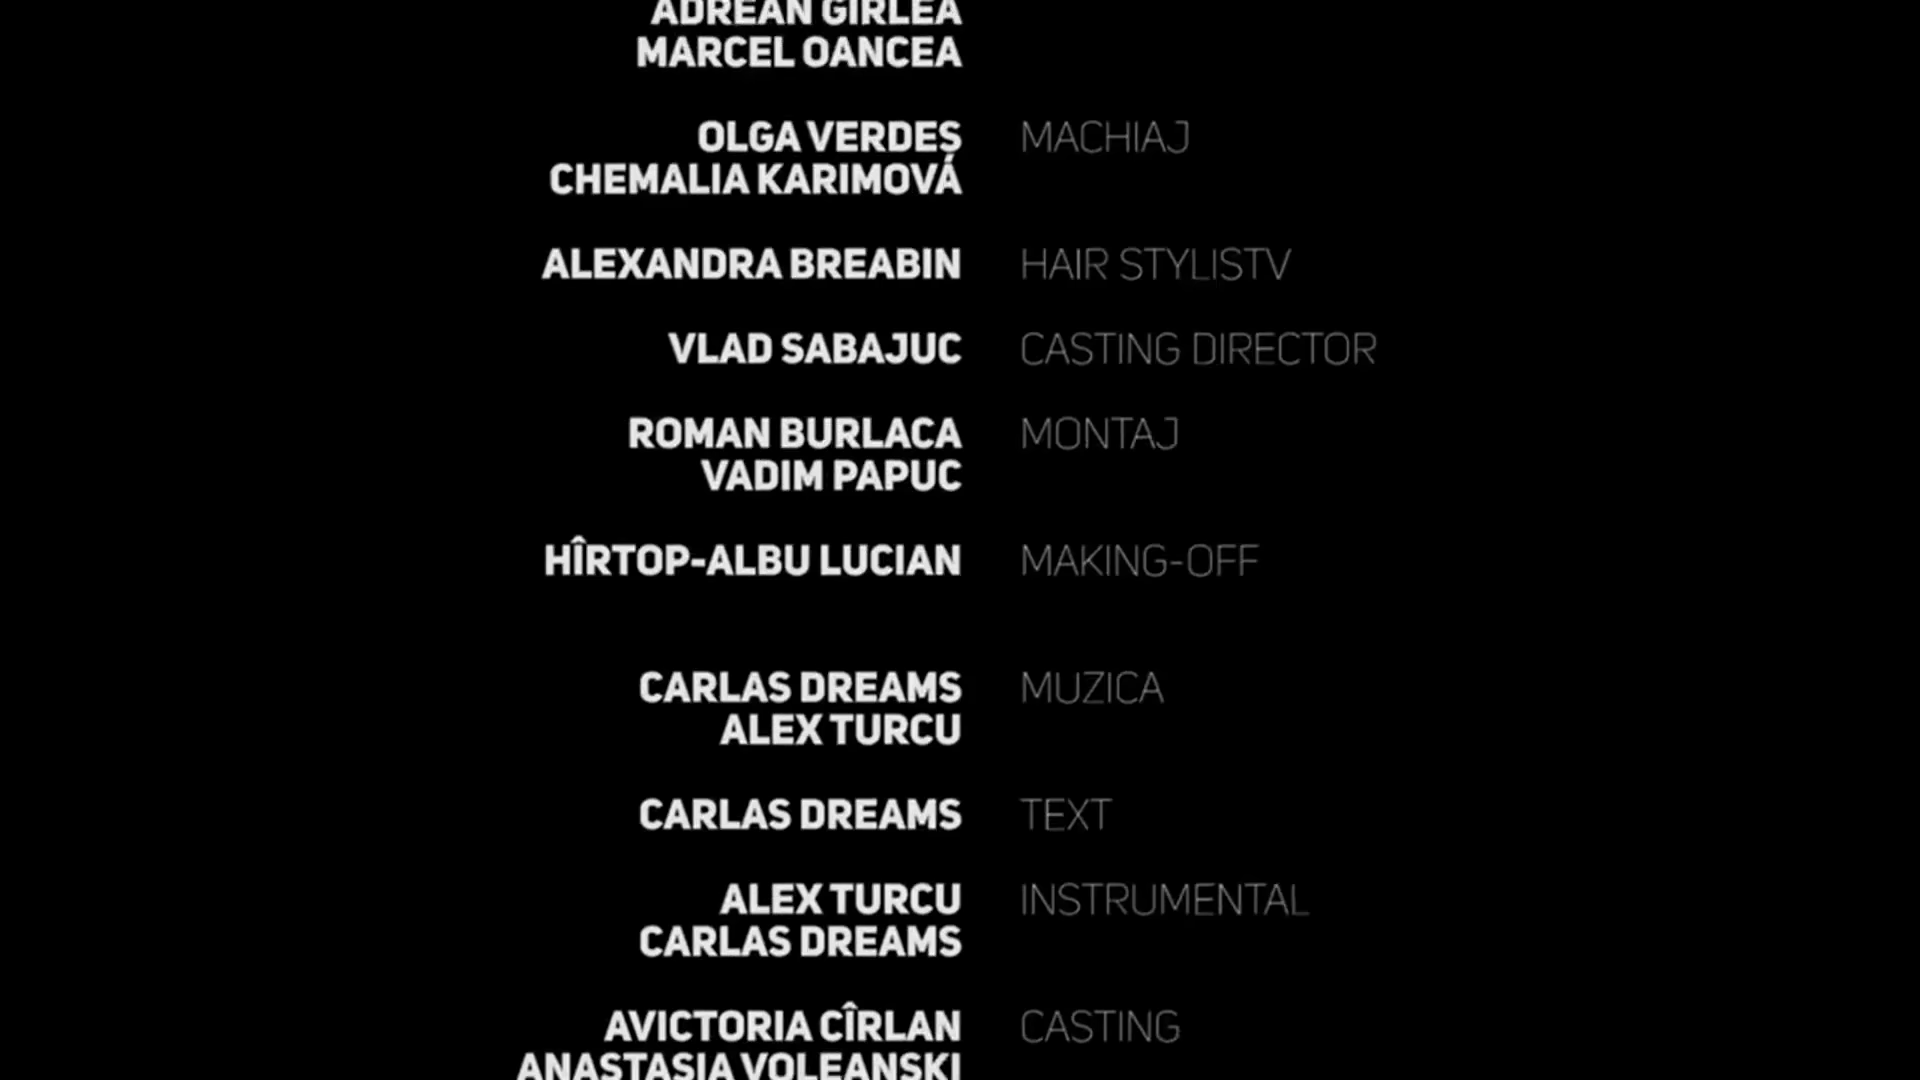 ADREAN GÎRLEA
MARCEL OANCEA
OLGA VERDEȘ MACHIAJ
CHEMALIA KARIMOVÁ
ALEXANDRA BREABIN HAIR STYLISTV
VLAD SABAJUC CASTING DIRECTOR
ROMAN BURLACA MONTAJ
VADIM PAPUC
HÎRTOP-ALBU LUCIAN MAKING-OFF
CARLAS DREAMS MUZICA
ALEX TURCU
CARLAS DREAMS TEXT
ALEX TURCU INSTRUMENTAL
CARLAS DREAMS
AVICTORIA CÎRLAN CASTING
ANASTASIA VOLEANSKI